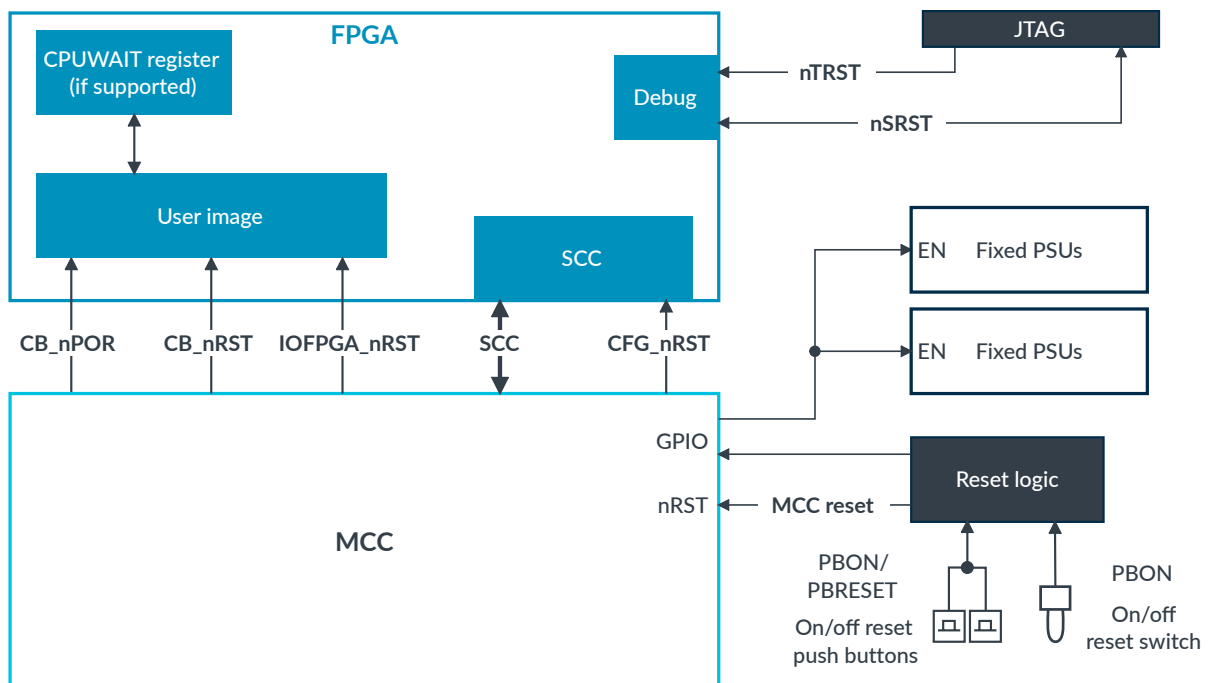 FPGA
JTAG
CPUWAIT register
(if supported)
nTRST
Debug
nSRST
User image
SCC
EN Fixed PSUs
CB_nPOR
CB_nRST
IOFPGA_nRST
SCC
CFG_nRST
EN Fixed PSUs
GPIO
Reset logic
nRST
MCC reset
MCC
PBON/
PBRESET
On/off reset
push buttons
PBON
On/off
reset switch